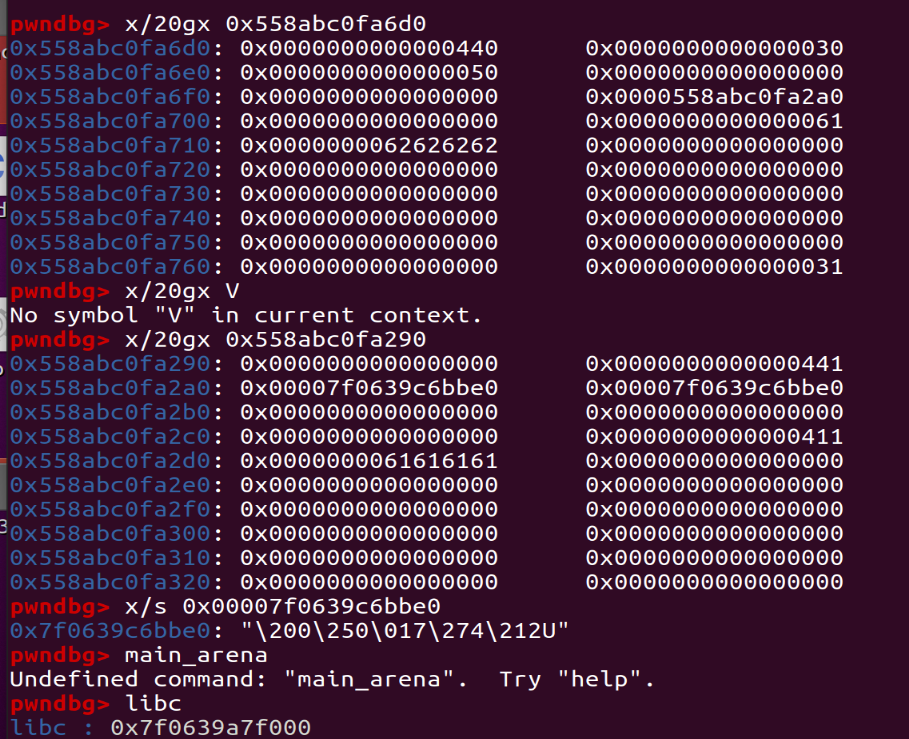 pwndbg> x/20gx 0x558abc0fa6d0
0x558abc0fa6d0: 0x0000000000000440 0x0000000000000030
0x558abc0fa6e0: 0x0000000000000050 0x0000000000000000
0x558abc0fa6f0: 0x0000000000000000 0x0000558abc0fa2a0
0x558abc0fa700: 0x0000000000000000 0x0000000000000061
0x558abc0fa710: 0x0000000062626262 0x0000000000000000
0x558abc0fa720: 0x0000000000000000 0x0000000000000000
0x558abc0fa730: 0x0000000000000000 0x0000000000000000
0x558abc0fa740: 0x0000000000000000 0x0000000000000000
0x558abc0fa750: 0x0000000000000000 0x0000000000000000
0x558abc0fa760: 0x0000000000000000 0x0000000000000031
pwndbg> x/20gx V
No symbol "V" in current context.
pwndbg> x/20gx 0x558abc0fa290
0x558abc0fa290: 0x0000000000000000 0x0000000000000441
0x558abc0fa2a0: 0x00007f0639c6bbe0 0x00007f0639c6bbe0
0x558abc0fa2b0: 0x0000000000000000 0x0000000000000000
0x558abc0fa2c0: 0x0000000000000000 0x0000000000000411
0x558abc0fa2d0: 0x0000000061616161 0x0000000000000000
0x558abc0fa2e0: 0x0000000000000000 0x0000000000000000
0x558abc0fa2f0: 0x0000000000000000 0x0000000000000000
0x558abc0fa300: 0x0000000000000000 0x0000000000000000
0x558abc0fa310: 0x0000000000000000 0x0000000000000000
0x558abc0fa320: 0x0000000000000000 0x0000000000000000
pwndbg> x/s 0x00007f0639c6bbe0
0x7f0639c6bbe0: "\200\250\017\274\212U"
pwndbg> main_arena
Undefined command: "main_arena".  Try "help".
pwndbg> libc
libc : 0x7f0639a7f000